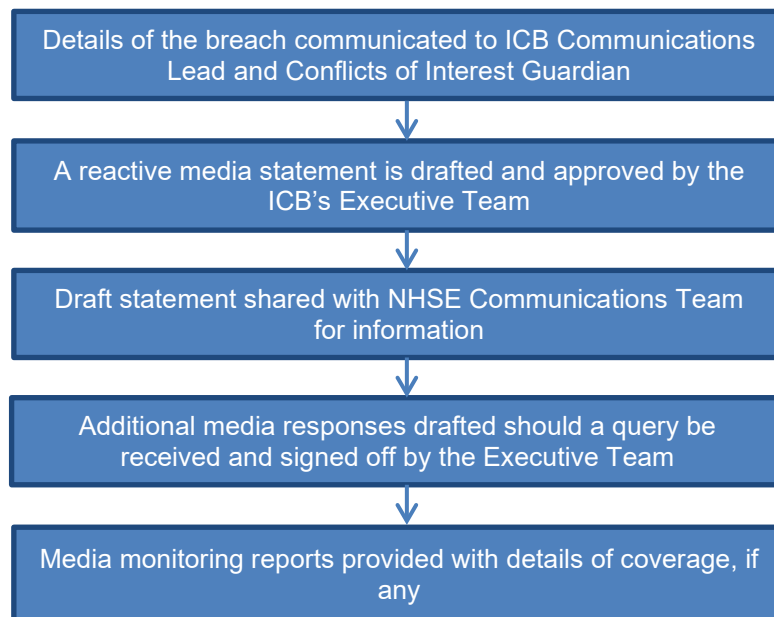 Details of the breach communicated to ICB Communications
Lead and Conflicts of Interest Guardian
A reactive media statement is drafted and approved by the
ICB’s Executive Team
Draft statement shared with NHSE Communications Team
for information
Additional media responses drafted should a query be
received and signed off by the Executive Team
Media monitoring reports provided with details of coverage, if
any